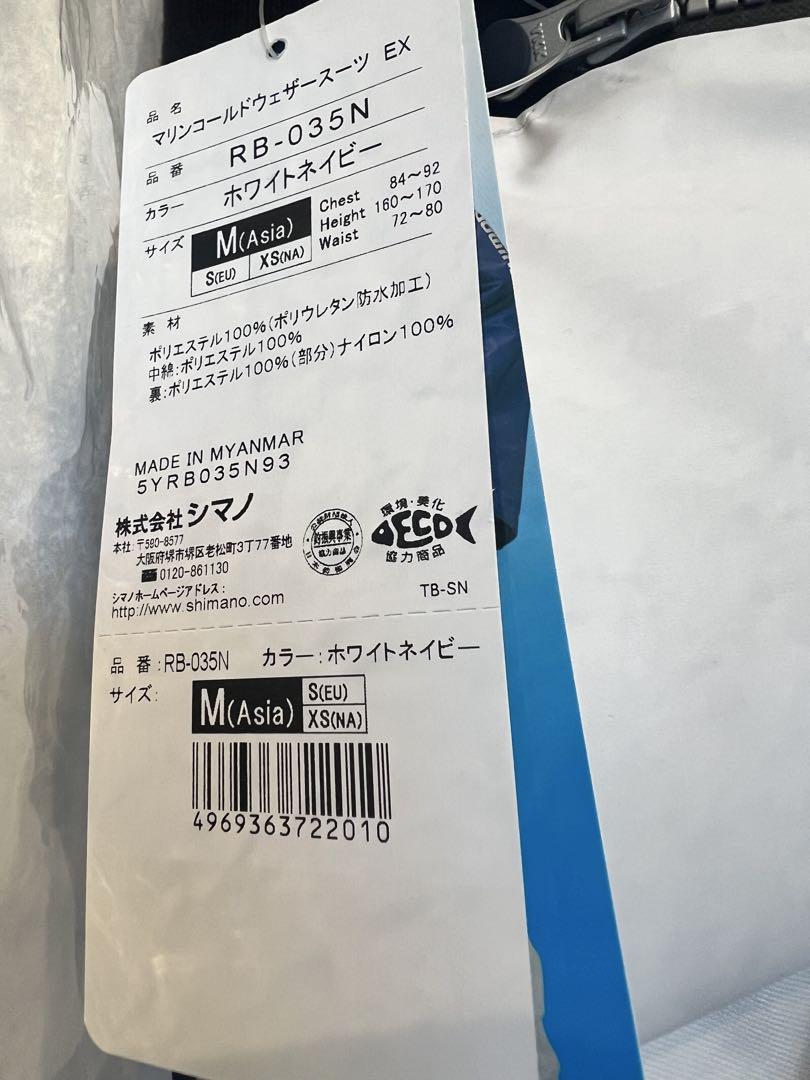 YKK
品名
マリンコールドウェザースーツ EX
品番 RB-035N
カラー ホワイトネイビー
サイズ M(Asia) S(EU) XS(NA)
Chest 84〜92
Height 160〜170
Waist 72〜80
素材
ポリエステル100%(ポリウレタン防水加工)
中綿:ポリエステル100%
裏:ポリエステル100%(部分)ナイロン100%
MADE IN MYANMAR
5YRB035N93
株式会社シマノ
本社:〒590-8577
大阪府堺市堺区老松町3丁77番地
0120-861130
シマノホームページアドレス:
http://www.shimano.com
協力商品
環境・美化
ECO
協力商品
TB-SN
品番:RB-035N カラー:ホワイトネイビー
サイズ: M(Asia) S(EU) XS(NA)
4969363722010